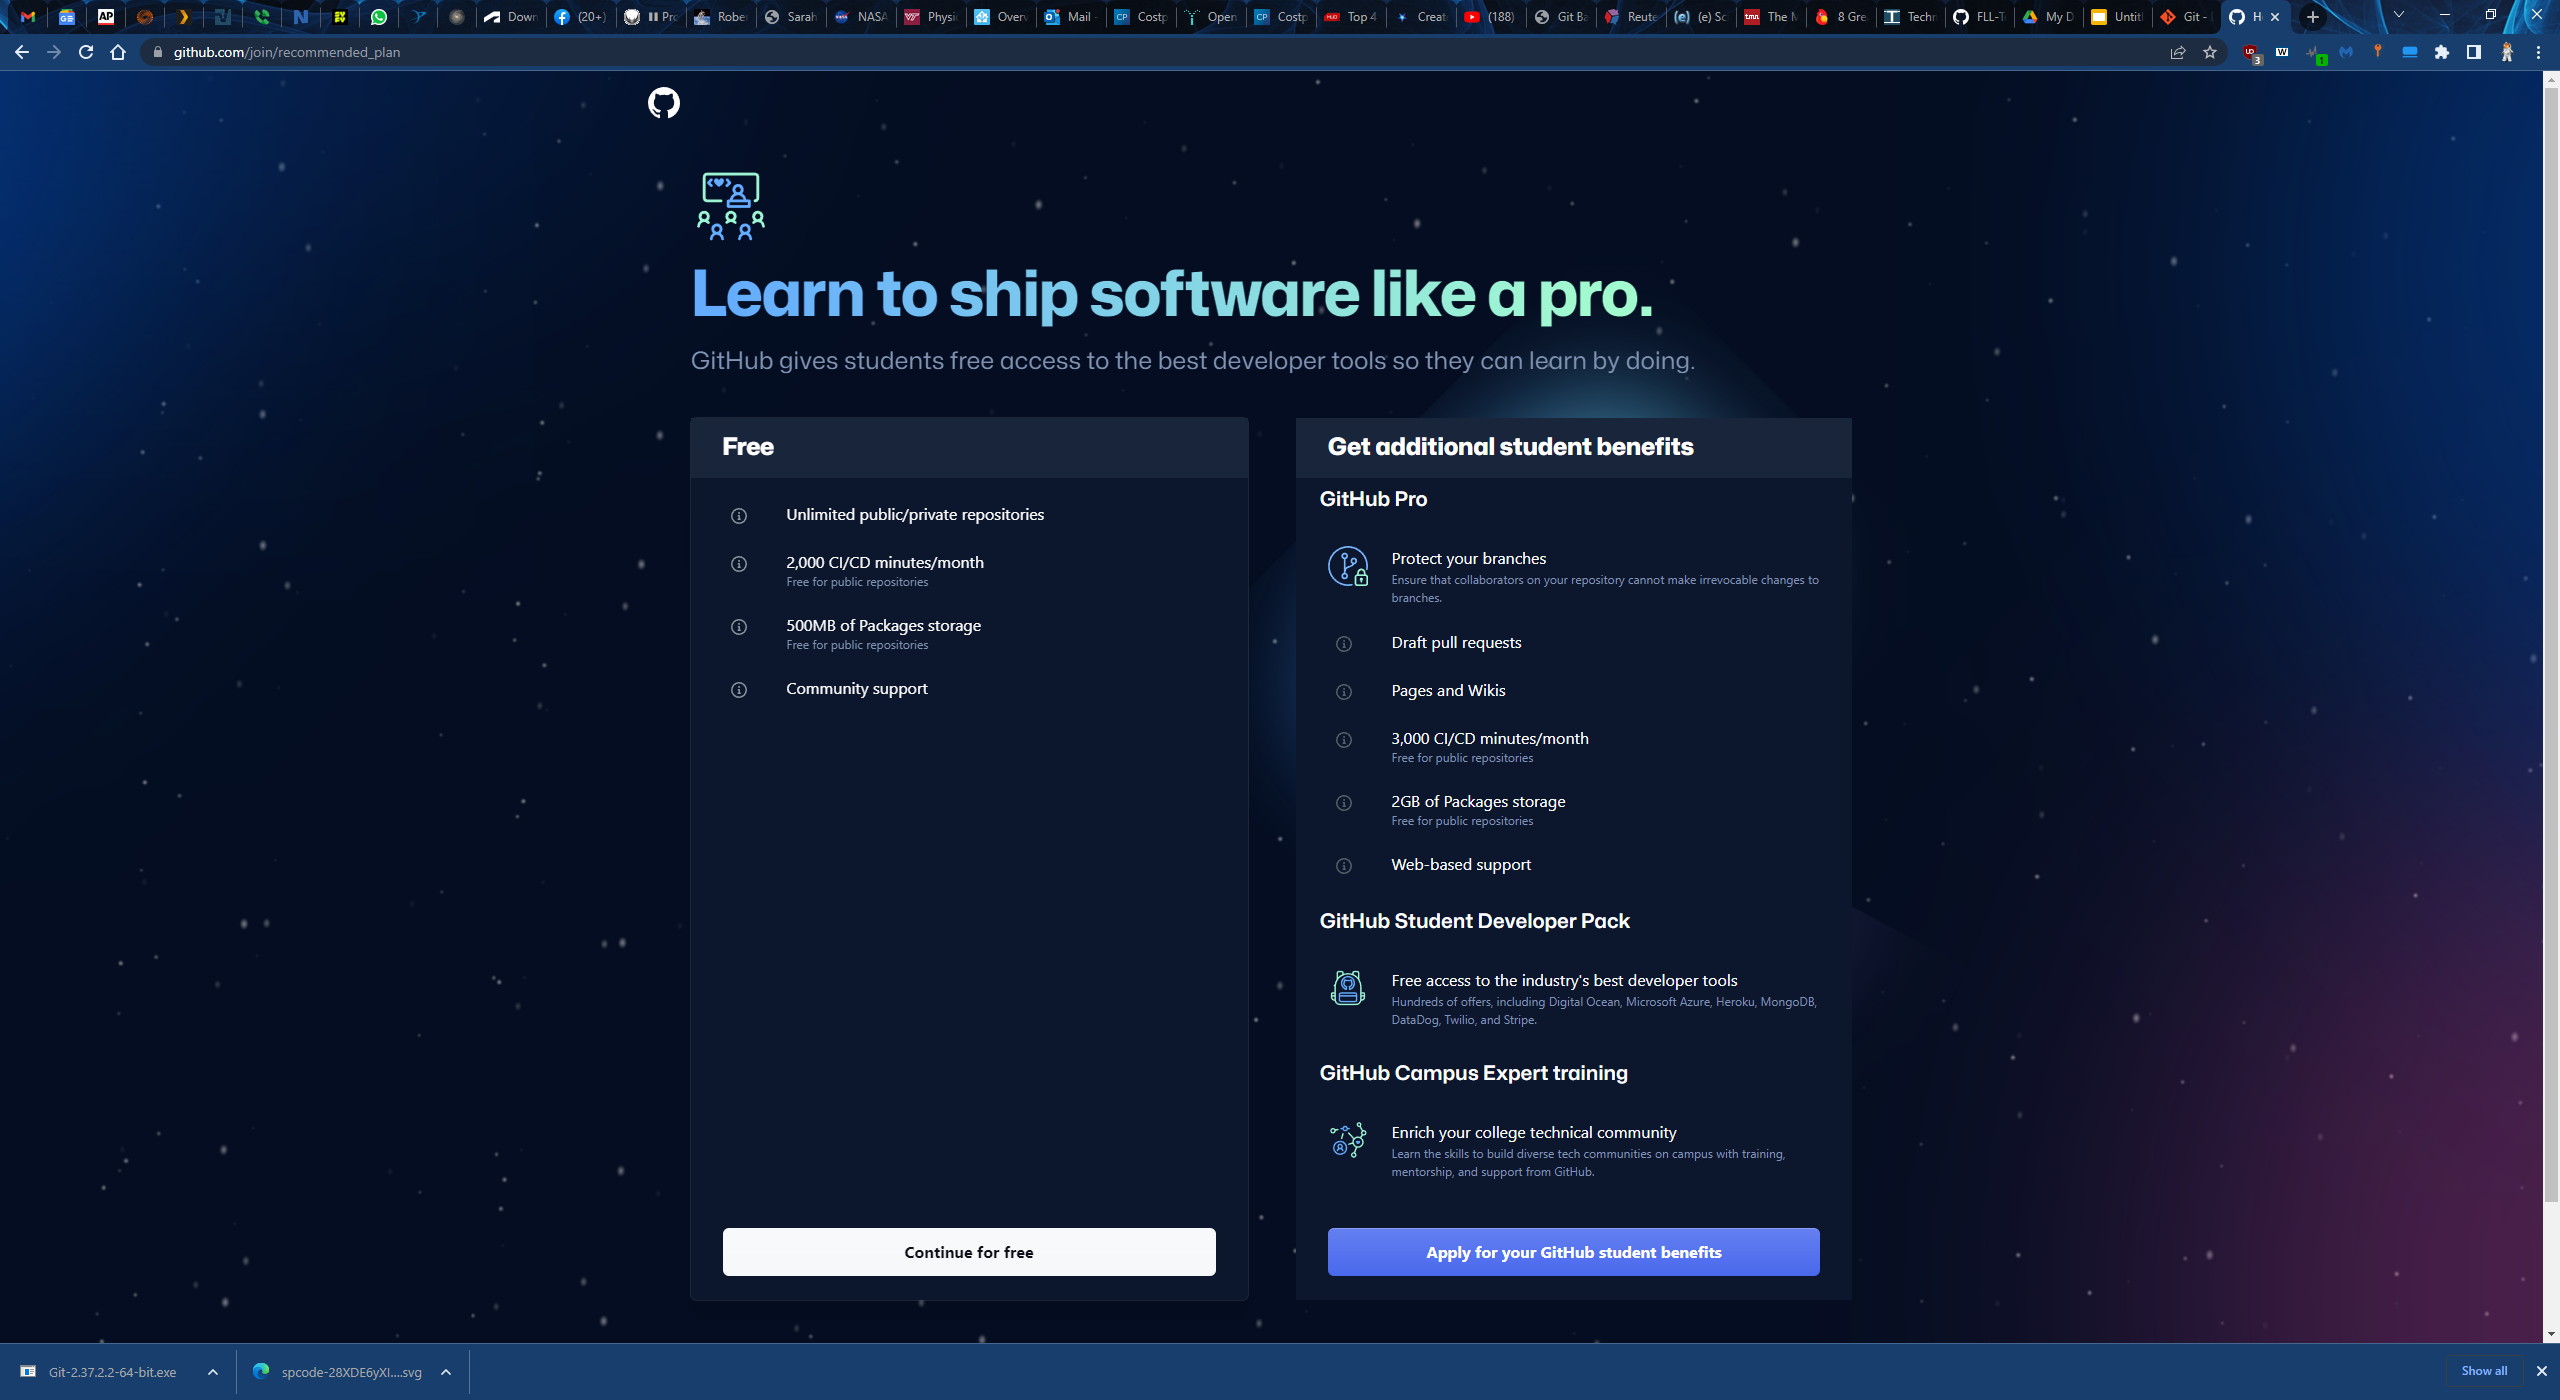 Down
(20+)
Pro
Rober
Sarah
NASA
Physi
Overv
Mail -
Costp
Open
Costp
Top 4
Create
(188)
Git Ba
Reute
(e) Sc
The M
8 Gre
Techn
FLL-T
My D
Untitl
Git -
github.com/join/recommended_plan
Learn to ship software like a pro.
GitHub gives students free access to the best developer tools so they can learn by doing.
Free
Unlimited public/private repositories
2,000 CI/CD minutes/month
Free for public repositories
500MB of Packages storage
Free for public repositories
Community support
Continue for free
Get additional student benefits
GitHub Pro
Protect your branches
Ensure that collaborators on your repository cannot make irrevocable changes to
branches.
Draft pull requests
Pages and Wikis
3,000 CI/CD minutes/month
Free for public repositories
2GB of Packages storage
Free for public repositories
Web-based support
GitHub Student Developer Pack
Free access to the industry's best developer tools
Hundreds of offers, including Digital Ocean, Microsoft Azure, Heroku, MongoDB,
DataDog, Twilio, and Stripe.
GitHub Campus Expert training
Enrich your college technical community
Learn the skills to build diverse tech communities on campus with training,
mentorship, and support from GitHub.
Apply for your GitHub student benefits
Git-2.37.2.2-64-bit.exe
spcode-28XDE6yXI....svg
Show all